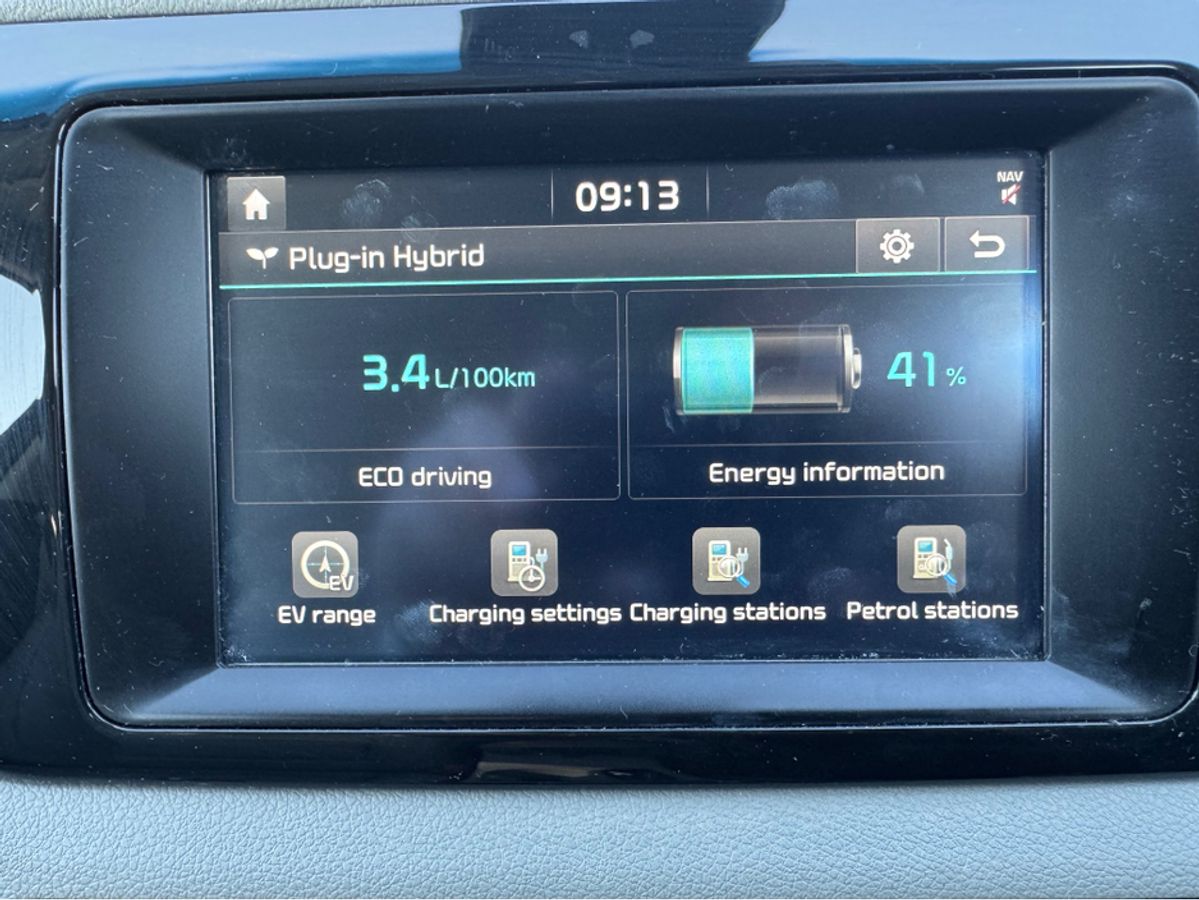 09:13
NAV
Plug-in Hybrid
3.4 L/100km
41 %
ECO driving
Energy information
EV
EV range
Charging settings
Charging stations
Petrol stations